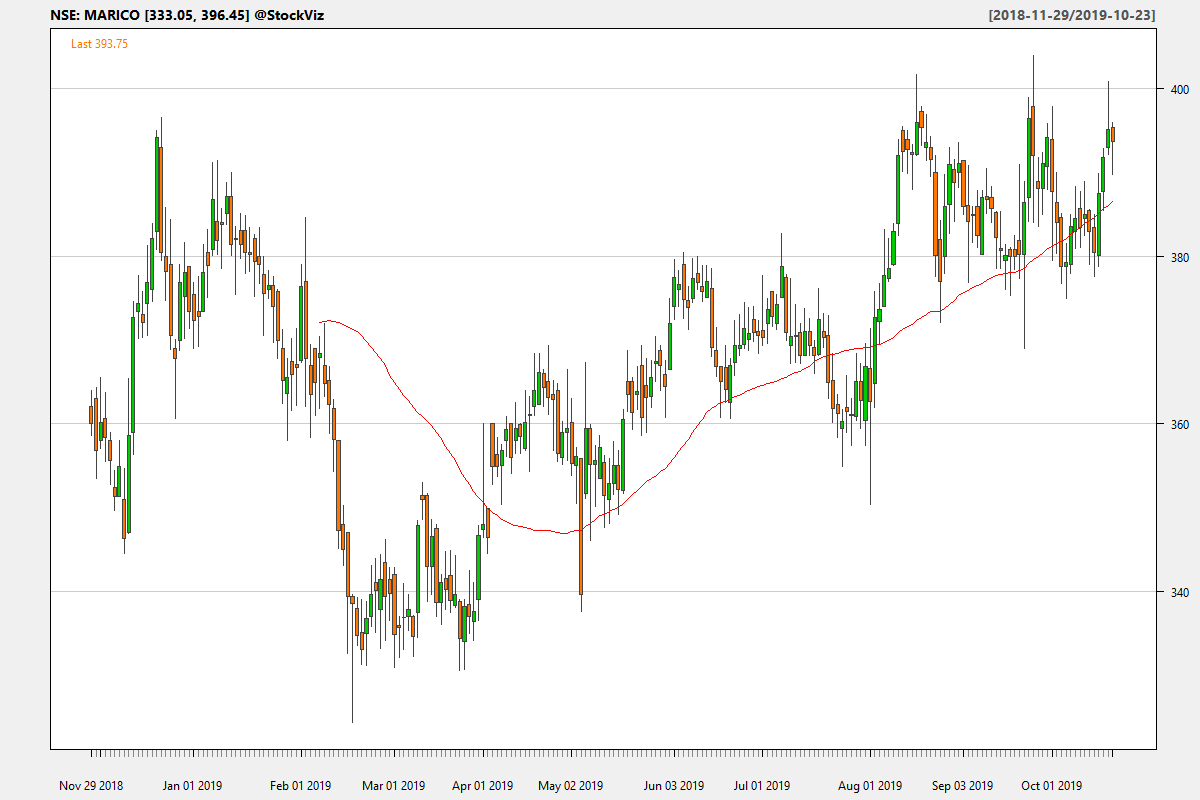 NSE: MARICO [333.05, 396.45] @StockViz
[2018-11-29/2019-10-23]
Last 393.75
400
380
360
340
Nov 29 2018
Jan 01 2019
Feb 01 2019
Mar 01 2019
Apr 01 2019
May 02 2019
Jun 03 2019
Jul 01 2019
Aug 01 2019
Sep 03 2019
Oct 01 2019